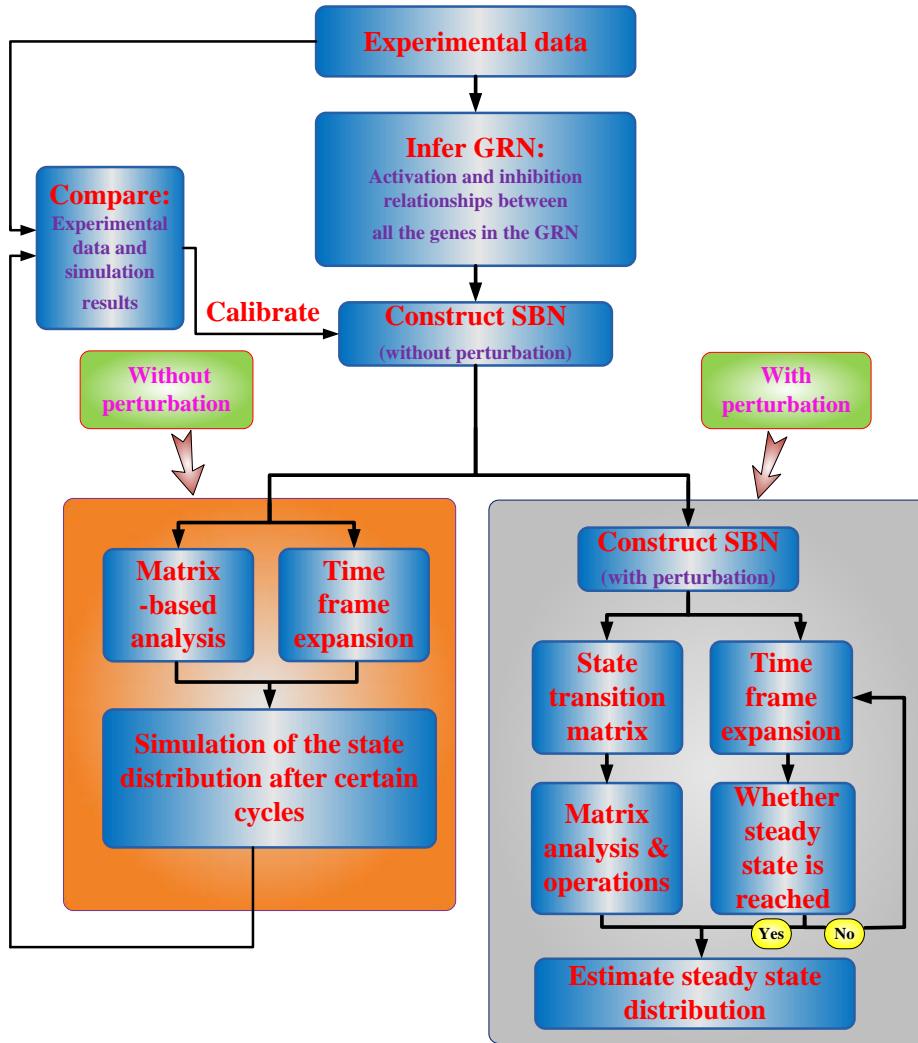 Experimental data
Infer GRN:
Activation and inhibition
relationships between
all the genes in the GRN
Compare:
Experimental
data and
simulation
results
Calibrate
Construct SBN
(without perturbation)
Without
perturbation
With
perturbation
Matrix
-based
analysis
Time
frame
expansion
Simulation of the state
distribution after certain
cycles
Construct SBN
(with perturbation)
State
transition
matrix
Time
frame
expansion
Matrix
analysis &
operations
Whether
steady
state is
reached
Yes
No
Estimate steady state
distribution